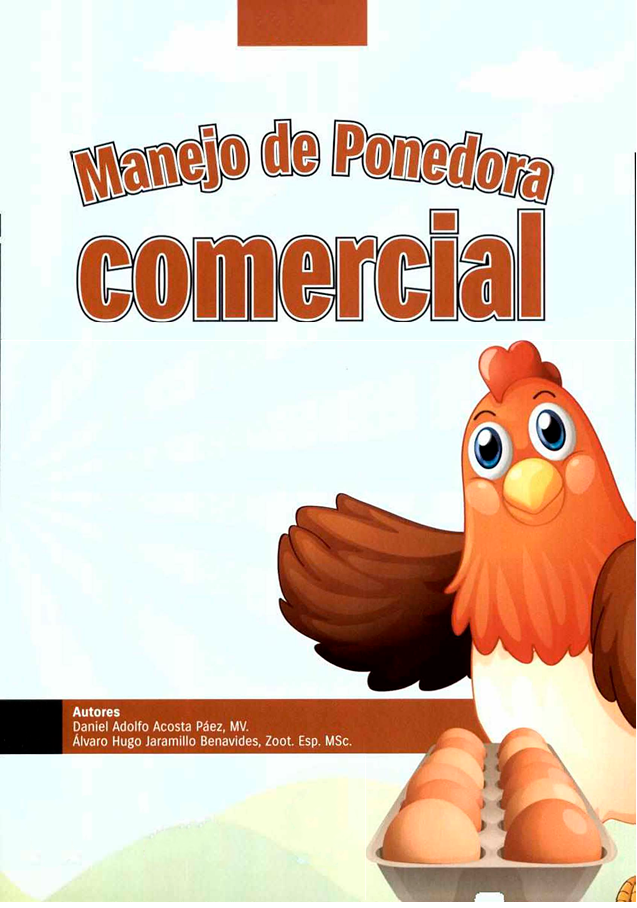 Manejo de Ponedora
comercial
Autores
Daniel Adolfo Acosta Páez, MV.
Álvaro Hugo Jaramillo Benavides, Zoot. Esp. MSc.